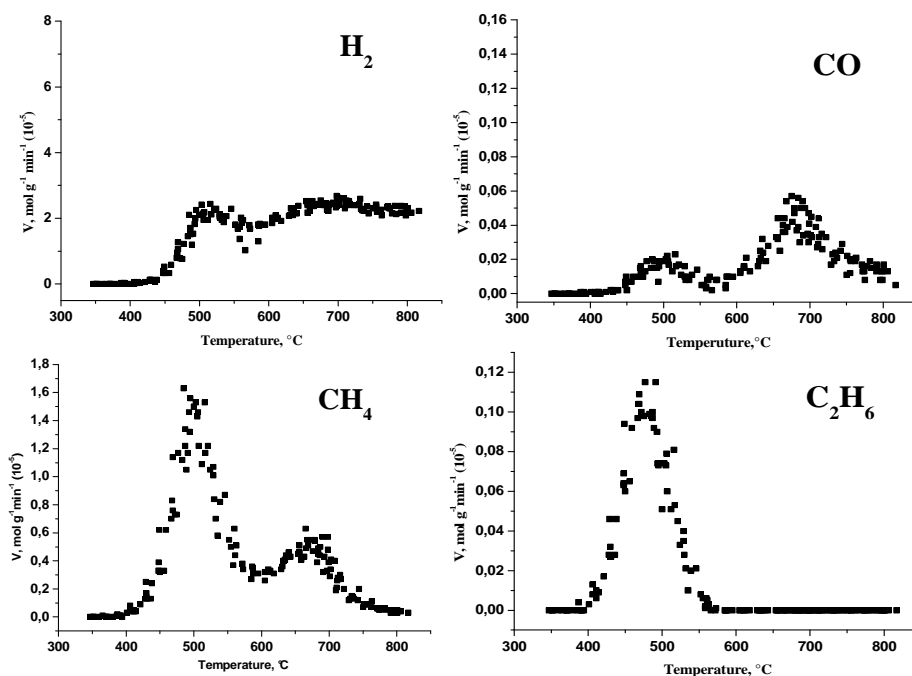 H2
V, mol g-1 min-1 (10-5)
8
6
4
2
0
300 400 500 600 700 800
Temperature, °C
CO
V, mol g-1 min-1 (10-5)
0,16
0,14
0,12
0,10
0,08
0,06
0,04
0,02
0,00
300 400 500 600 700 800
Temperuture,°C
CH4
V, mol g-1min-1 (10-5)
1,8
1,6
1,4
1,2
1,0
0,8
0,6
0,4
0,2
0,0
300 400 500 600 700 800
Temperature, °C
C2H6
V, mol g-1min-1 (10-5)
0,12
0,10
0,08
0,06
0,04
0,02
0,00
300 400 500 600 700 800
Temperature, °C